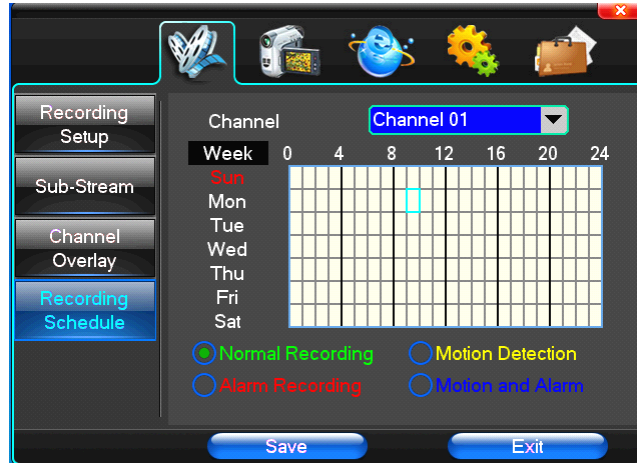 Recording
Setup
Sub-Stream
Channel
Overlay
Recording
Schedule
Channel Channel 01
Week 0 4 8 12 16 20 24
Sun
Mon
Tue
Wed
Thu
Fri
Sat
Normal Recording Motion Detection
Alarm Recording Motion and Alarm
Save Exit